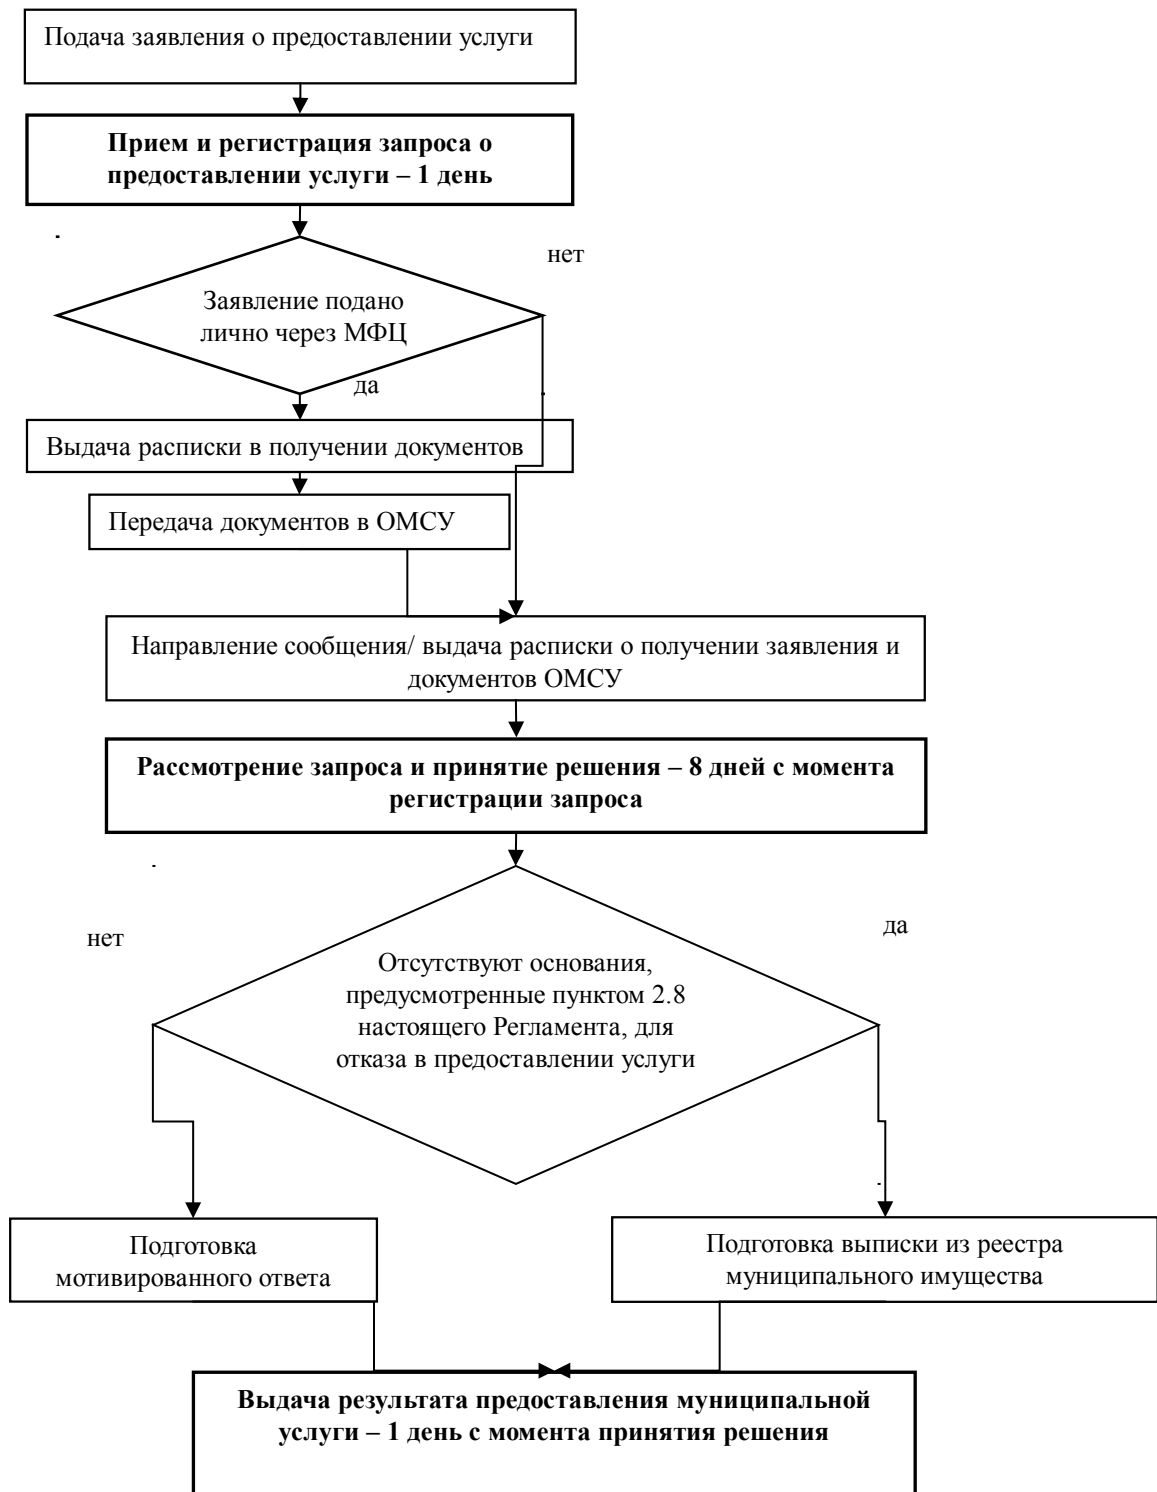 Подача заявления о предоставлении услуги
Прием и регистрация запроса о
предоставлении услуги – 1 день
нет
Заявление подано
лично через МФЦ
да
Выдача расписки в получении документов
Передача документов в ОМСУ
Направление сообщения/ выдача расписки о получении заявления и
документов ОМСУ
Рассмотрение запроса и принятие решения – 8 дней с момента
регистрации запроса
нет
да
Отсутствуют основания,
предусмотренные пунктом 2.8
настоящего Регламента, для
отказа в предоставлении услуги
Подготовка
мотивированного ответа
Подготовка выписки из реестра
муниципального имущества
Выдача результата предоставления муниципальной
услуги – 1 день с момента принятия решения